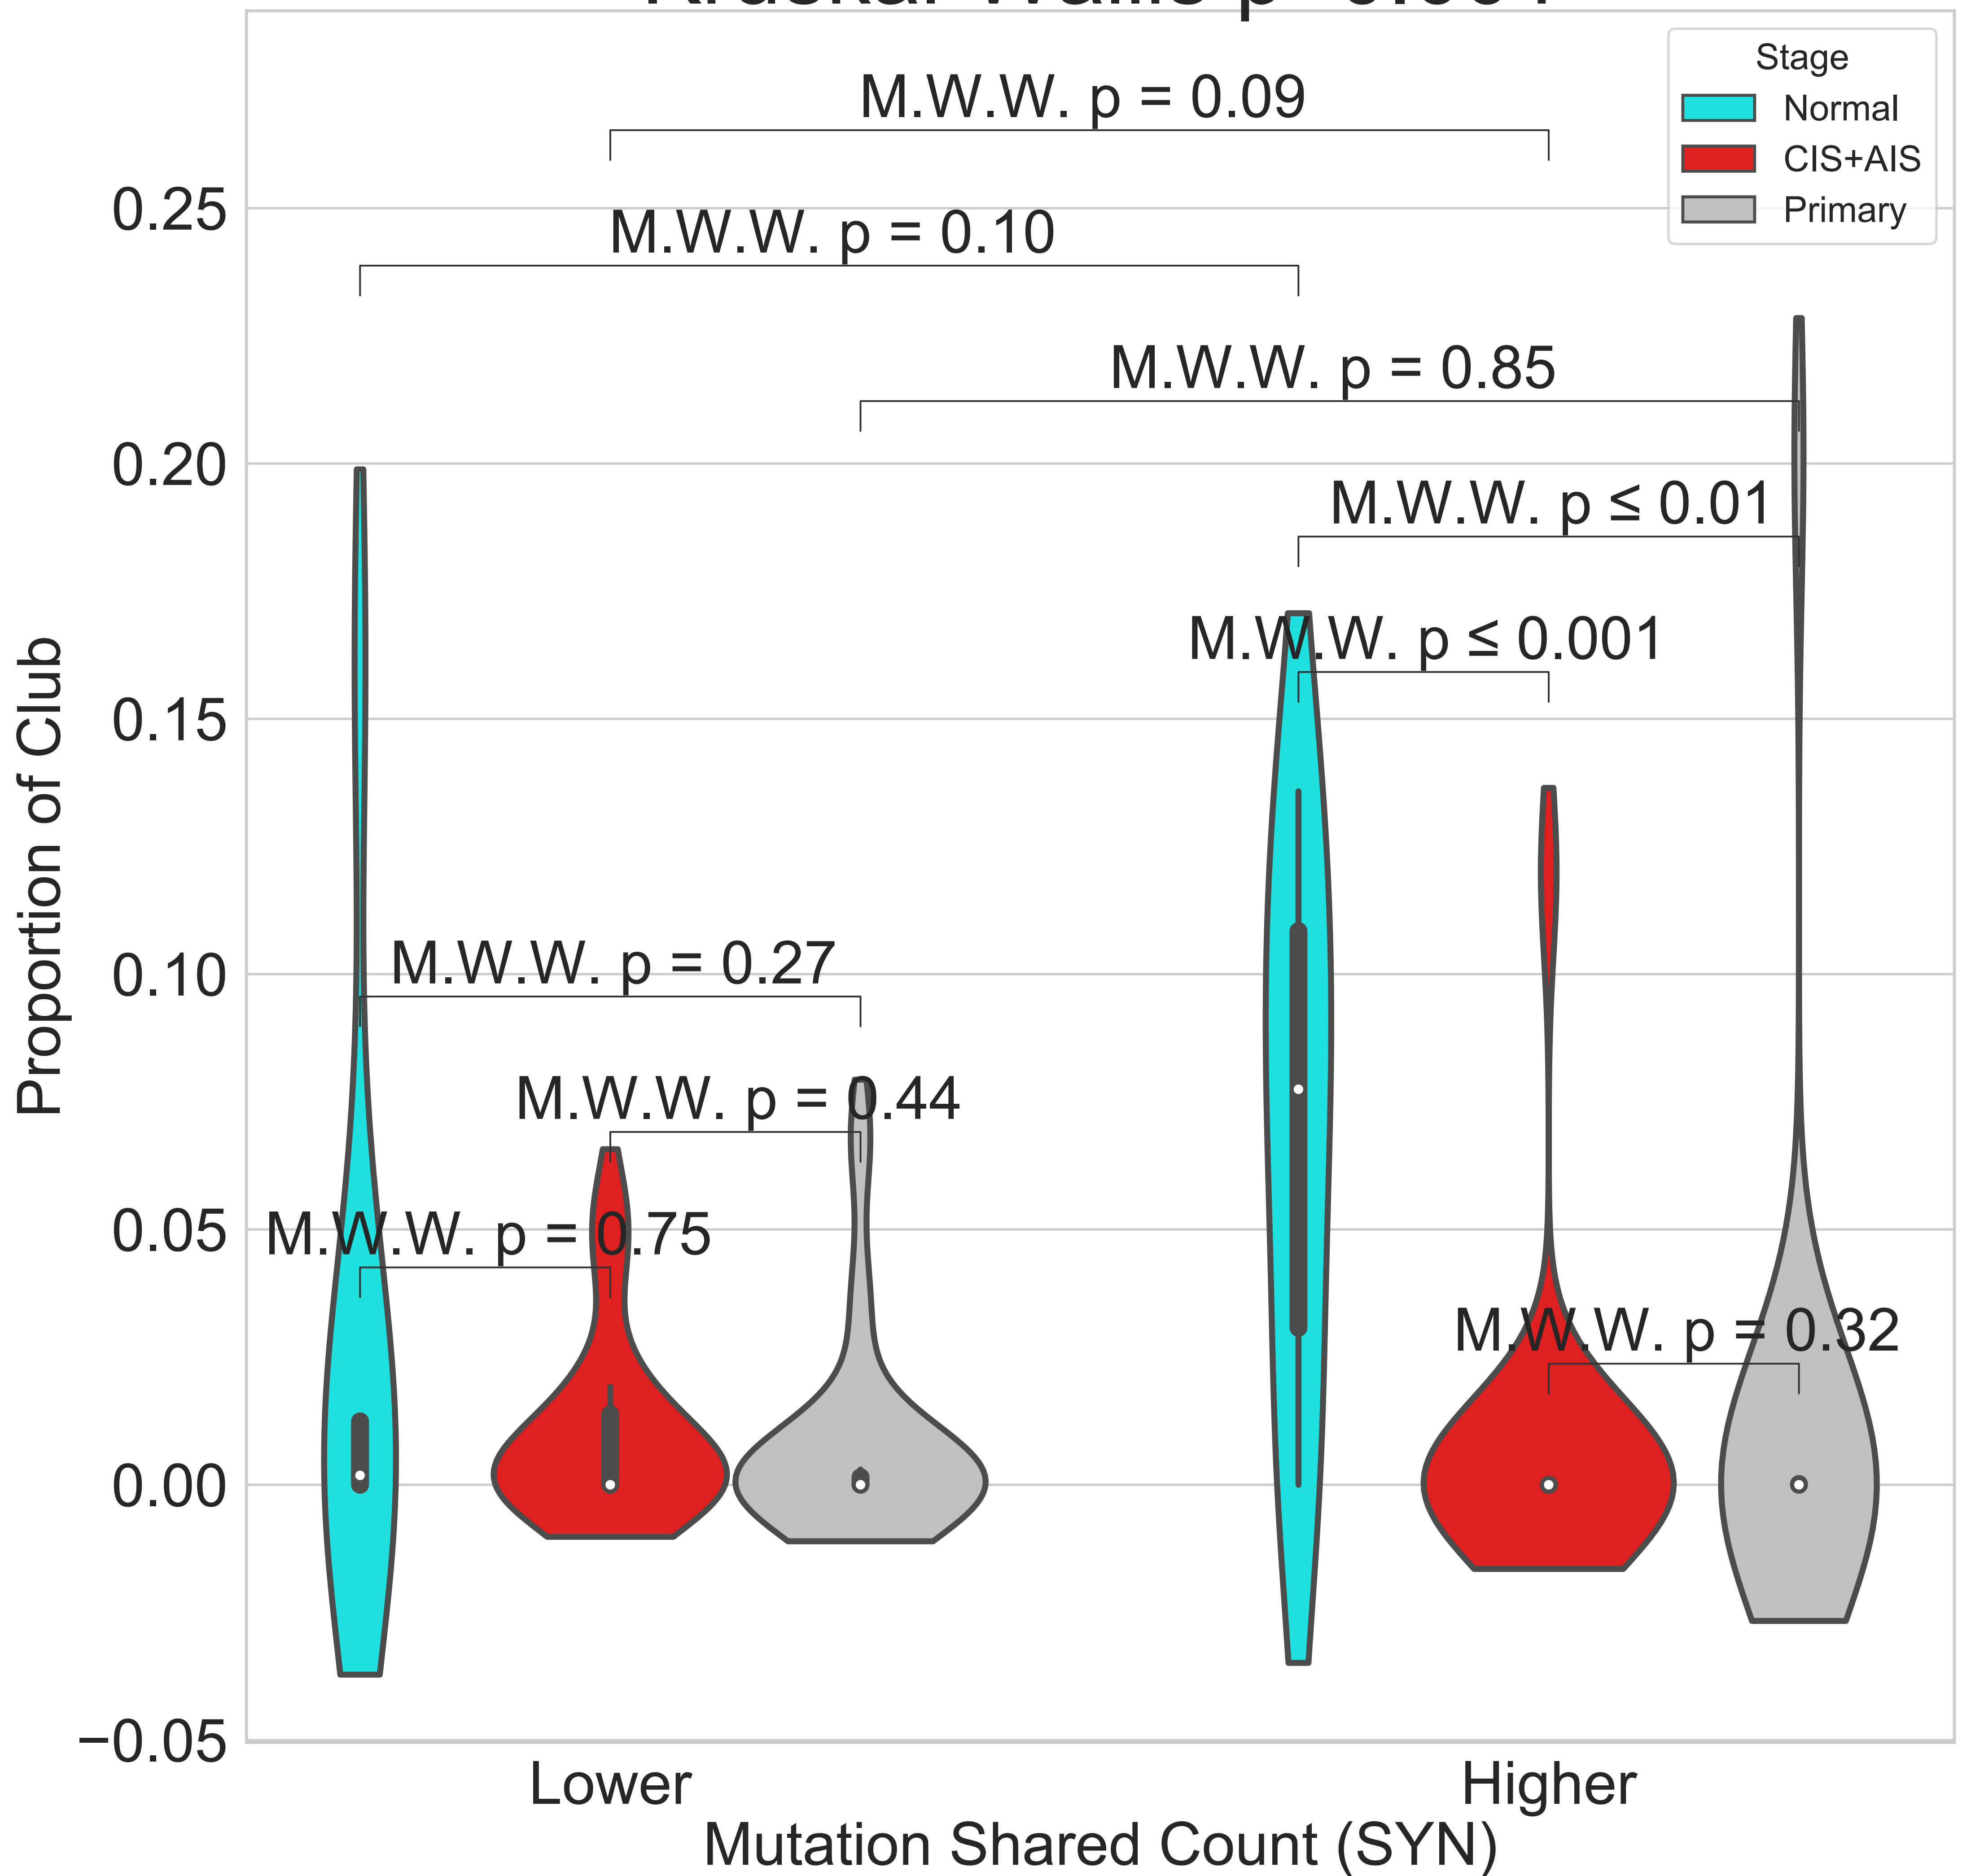 Stage
Normal
CIS+AIS
Primary
M.W.W. p = 0.09
M.W.W. p = 0.10
M.W.W. p = 0.85
M.W.W. p ≤ 0.01
M.W.W. p ≤ 0.001
M.W.W. p = 0.27
M.W.W. p = 0.44
M.W.W. p = 0.75
M.W.W. p = 0.32
0.25
0.20
0.15
0.10
0.05
0.00
−0.05
Proportion of Club
Lower
Higher
Mutation Shared Count (SYN)